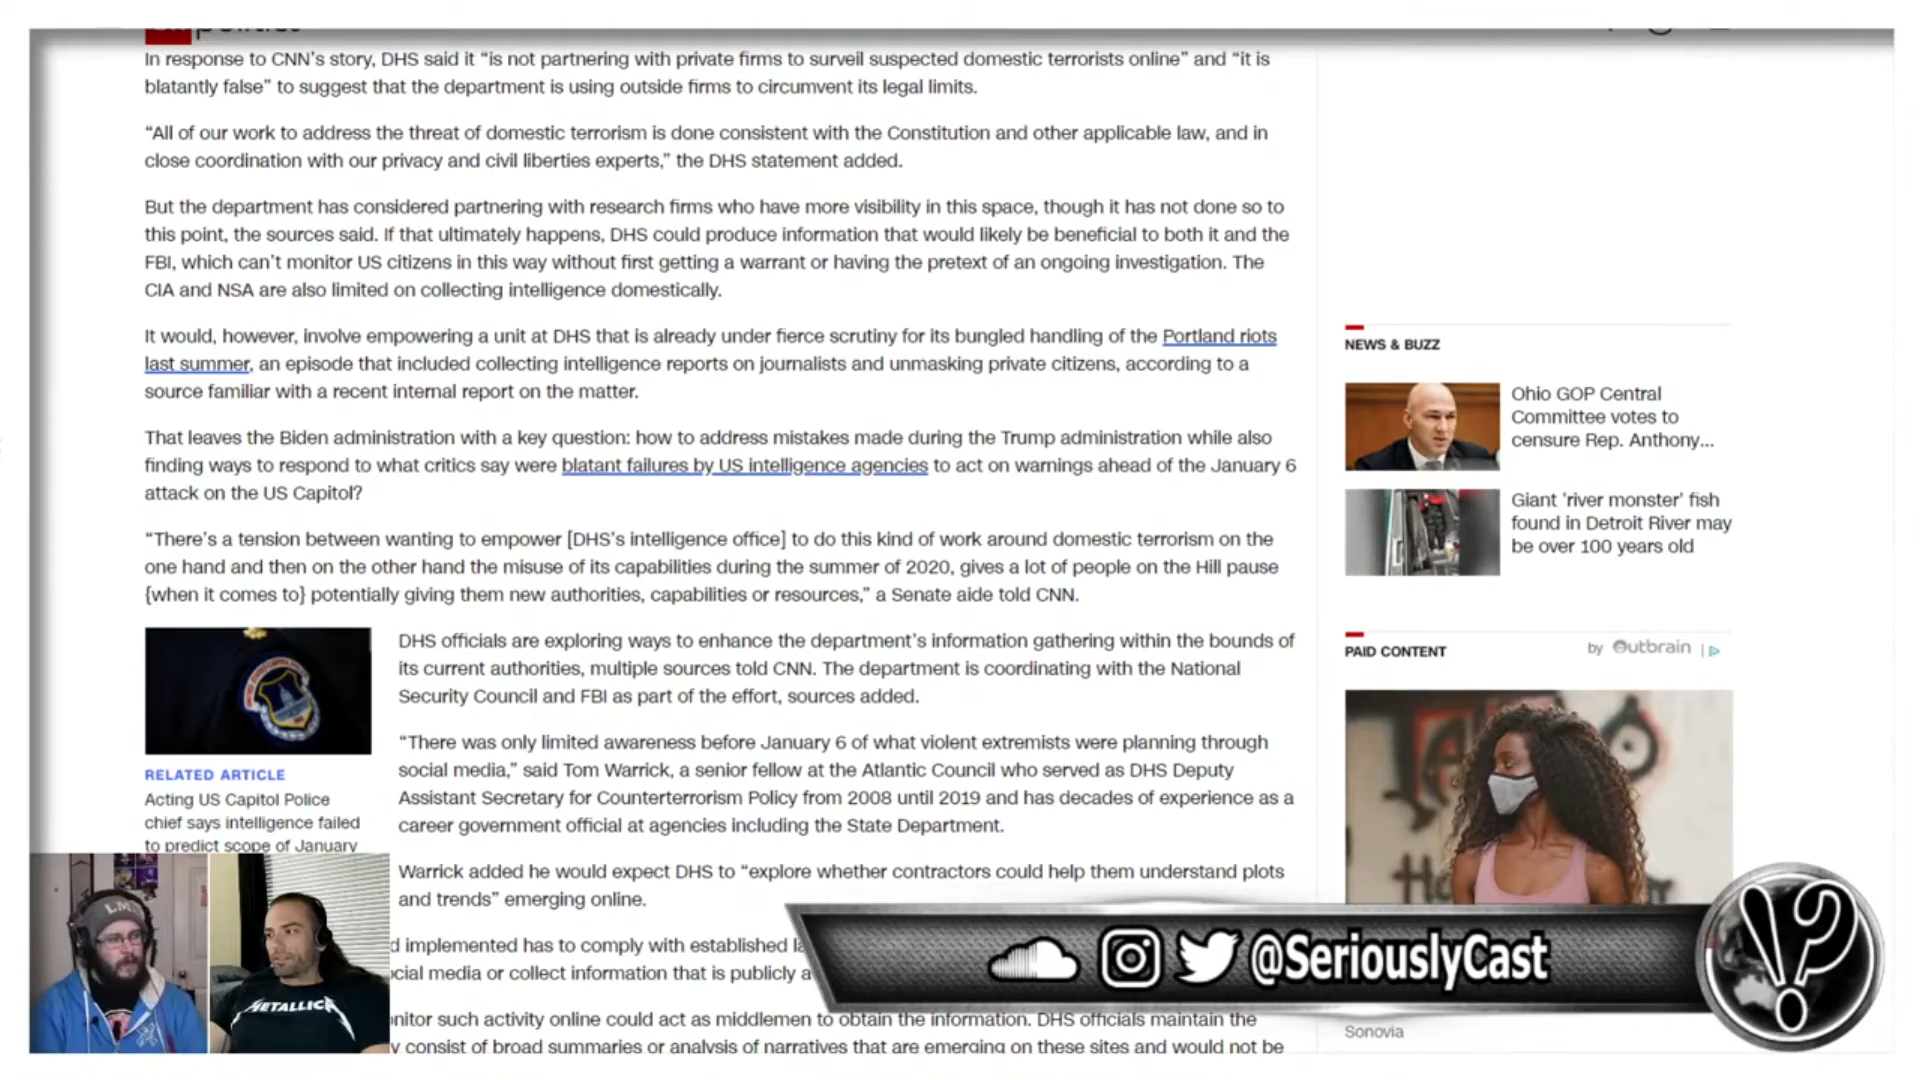 politics
In response to CNN's story, DHS said it “is not partnering with private firms to surveil suspected domestic terrorists online” and “it is
blatantly false” to suggest that the department is using outside firms to circumvent its legal limits.
“All of our work to address the threat of domestic terrorism is done consistent with the Constitution and other applicable law, and in
close coordination with our privacy and civil liberties experts,” the DHS statement added.
But the department has considered partnering with research firms who have more visibility in this space, though it has not done so to
this point, the sources said. If that ultimately happens, DHS could produce information that would likely be beneficial to both it and the
FBI, which can't monitor US citizens in this way without first getting a warrant or having the pretext of an ongoing investigation. The
CIA and NSA are also limited on collecting intelligence domestically.
It would, however, involve empowering a unit at DHS that is already under fierce scrutiny for its bungled handling of the Portland riots
last summer, an episode that included collecting intelligence reports on journalists and unmasking private citizens, according to a
source familiar with a recent internal report on the matter.
That leaves the Biden administration with a key question: how to address mistakes made during the Trump administration while also
finding ways to respond to what critics say were blatant failures by US intelligence agencies to act on warnings ahead of the January 6
attack on the US Capitol?
“There's a tension between wanting to empower [DHS's intelligence office] to do this kind of work around domestic terrorism on the
one hand and then on the other hand the misuse of its capabilities during the summer of 2020, gives a lot of people on the Hill pause
{when it comes to} potentially giving them new authorities, capabilities or resources,” a Senate aide told CNN.
DHS officials are exploring ways to enhance the department's information gathering within the bounds of
its current authorities, multiple sources told CNN. The department is coordinating with the National
Security Council and FBI as part of the effort, sources added.
“There was only limited awareness before January 6 of what violent extremists were planning through
social media,” said Tom Warrick, a senior fellow at the Atlantic Council who served as DHS Deputy
Assistant Secretary for Counterterrorism Policy from 2008 until 2019 and has decades of experience as a
career government official at agencies including the State Department.
Warrick added he would expect DHS to “explore whether contractors could help them understand plots
and trends” emerging online.
d implemented has to comply with established
cial media or collect information that is publicly
nitor such activity online could act as middlemen to obtain the information. DHS officials maintain the
y consist of broad summaries or analysis of narratives that are emerging on these sites and would not be
RELATED ARTICLE
Acting US Capitol Police
chief says intelligence failed
to predict scope of January
LM
METALLICA
NEWS & BUZZ
Ohio GOP Central
Committee votes to
censure Rep. Anthony...
Giant 'river monster' fish
found in Detroit River may
be over 100 years old
PAID CONTENT
by Outbrain
@SeriouslyCast
!?
Sonovia